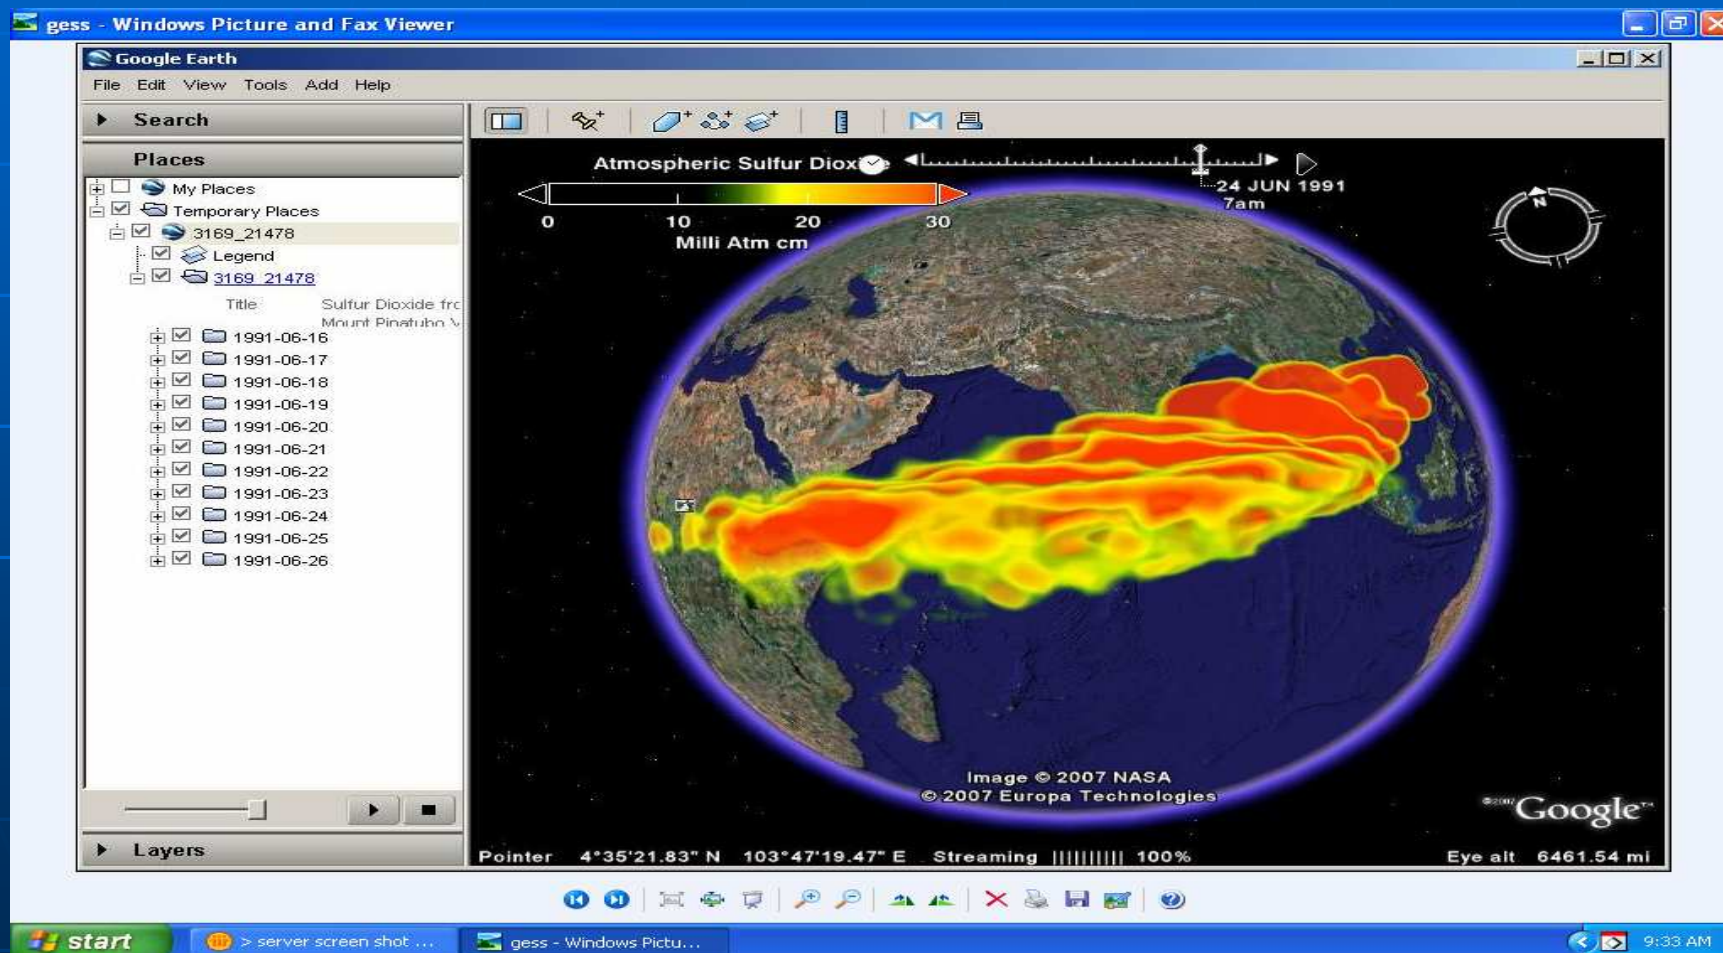 gess - Windows Picture and Fax Viewer
Google Earth
File Edit View Tools Add Help
Search
Places
My Places
Temporary Places
3169_21478
Legend
3169_21478
Title Sulfur Dioxide frc
Mount Pinatubo V
1991-06-16
1991-06-17
1991-06-18
1991-06-19
1991-06-20
1991-06-21
1991-06-22
1991-06-23
1991-06-24
1991-06-25
1991-06-26
Layers
Atmospheric Sulfur Dioxide
0 10 20 30
Milli Atm cm
24 JUN 1991
7am
N
Image © 2007 NASA
© 2007 Europa Technologies
©2007 Google™
Pointer 4°35'21.83" N 103°47'19.47" E Streaming |||||||||| 100% Eye alt 6461.54 mi
start > server screen shot ... gess - Windows Pictu... 9:33 AM